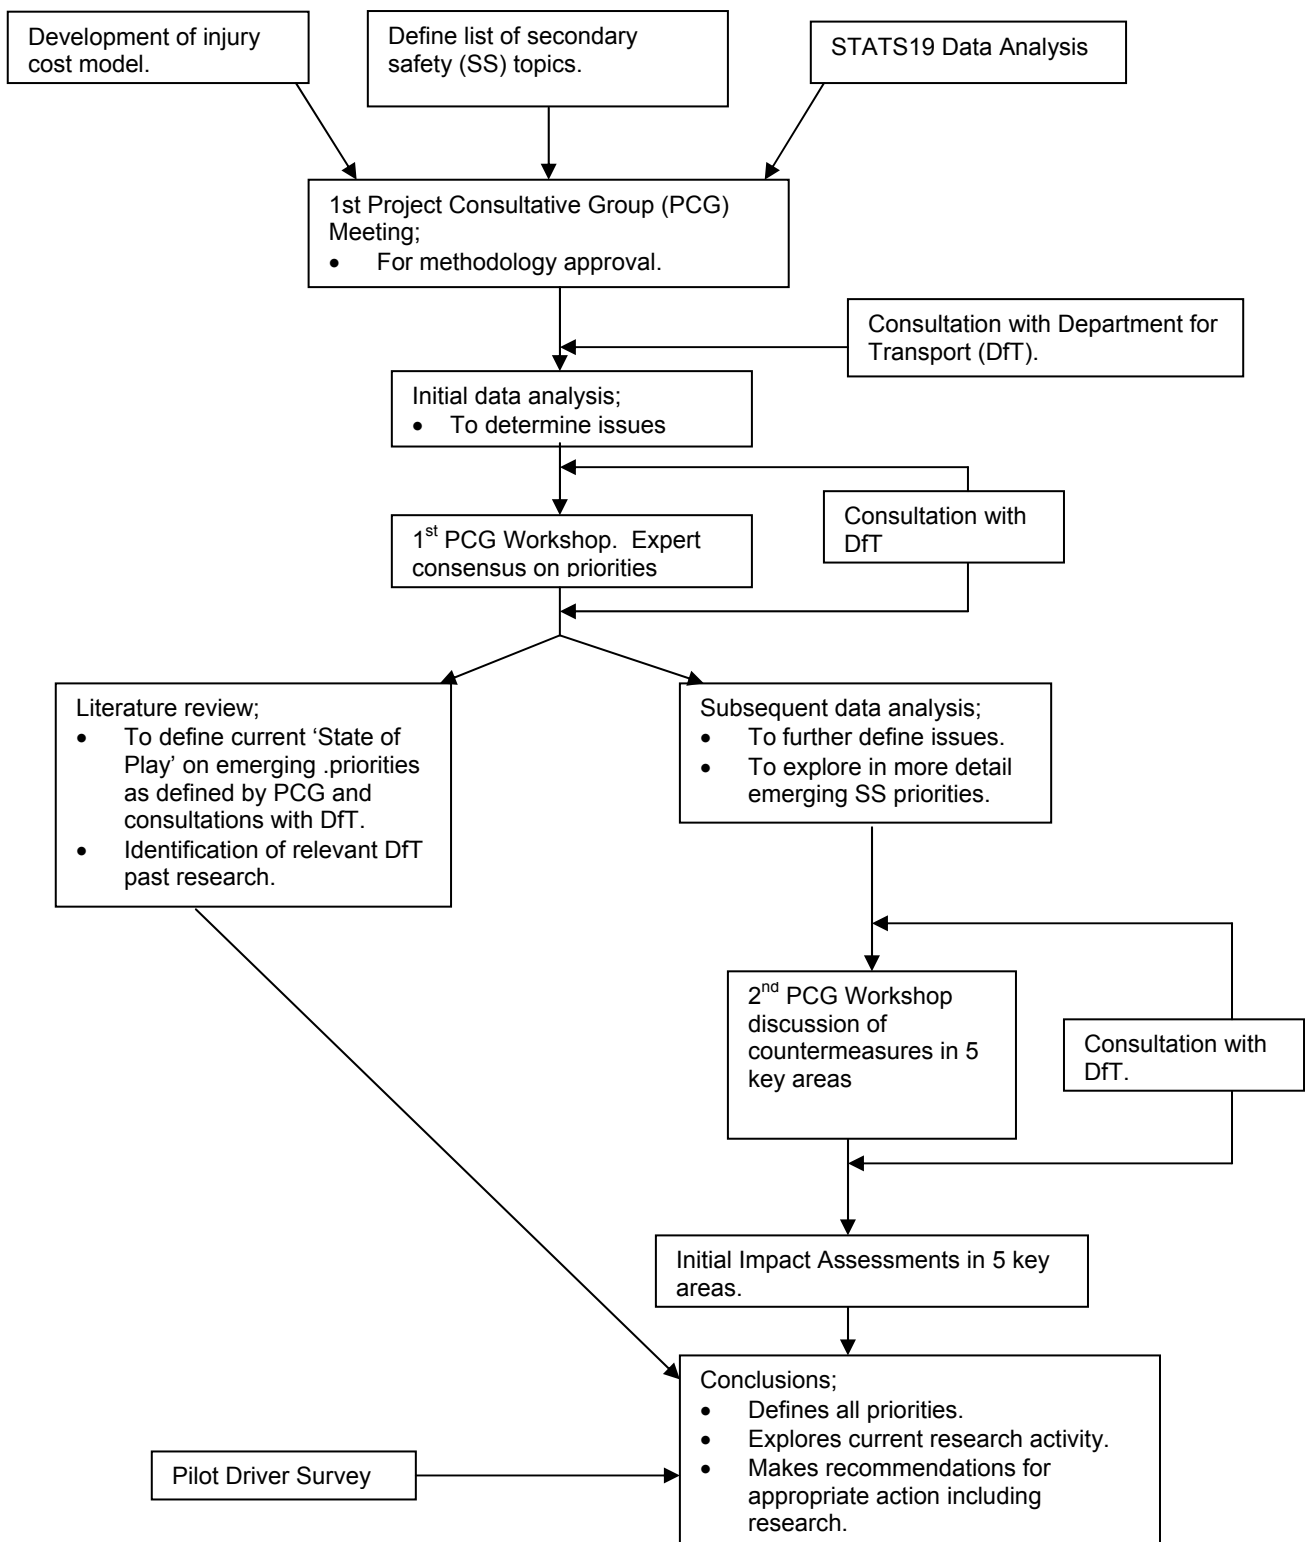 Development of injury
cost model.
Define list of secondary
safety (SS) topics.
STATS19 Data Analysis
1st Project Consultative Group (PCG)
Meeting;
• For methodology approval.
Consultation with Department for
Transport (DfT).
Initial data analysis;
• To determine issues
Consultation with
DfT
1st PCG Workshop. Expert
consensus on priorities
Literature review;
• To define current ‘State of
Play’ on emerging .priorities
as defined by PCG and
consultations with DfT.
• Identification of relevant DfT
past research.
Subsequent data analysis;
• To further define issues.
• To explore in more detail
emerging SS priorities.
2nd PCG Workshop
discussion of
countermeasures in 5
key areas
Consultation with
DfT.
Initial Impact Assessments in 5 key
areas.
Conclusions;
• Defines all priorities.
• Explores current research activity.
• Makes recommendations for
appropriate action including
research.
Pilot Driver Survey